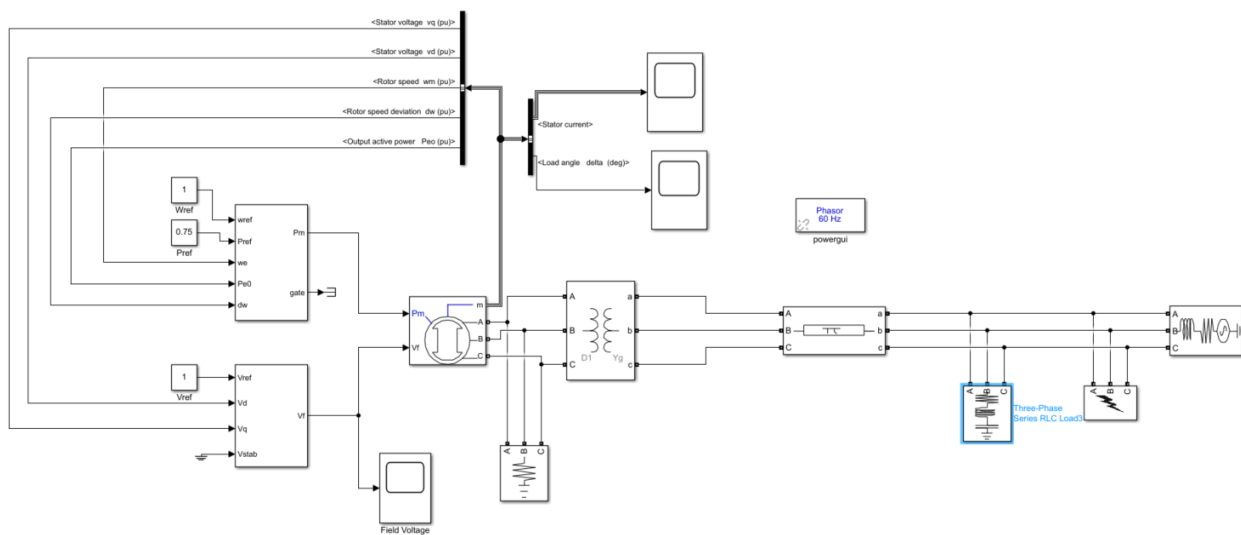 <Stator voltage vq (pu)>
<Stator voltage vd (pu)>
<Rotor speed wm (pu)>
<Rotor speed deviation dw (pu)>
<Output active power Peo (pu)>
<Stator current>
<Load angle delta (deg)>
1
Wref
0.75
Pref
wref
Pref
we
Pe0
dw
Pm
gate
Phasor
60 Hz
powergui
Pm
Vf
m
A
B
C
A
B
C
D1
Yg
a
b
c
A
B
C
a
b
c
A
B
C
1
Vref
Vref
Vd
Vq
Vstab
Vf
A
B
C
A
B
C
Three-Phase
Series RLC Load3
A
B
C
Field Voltage